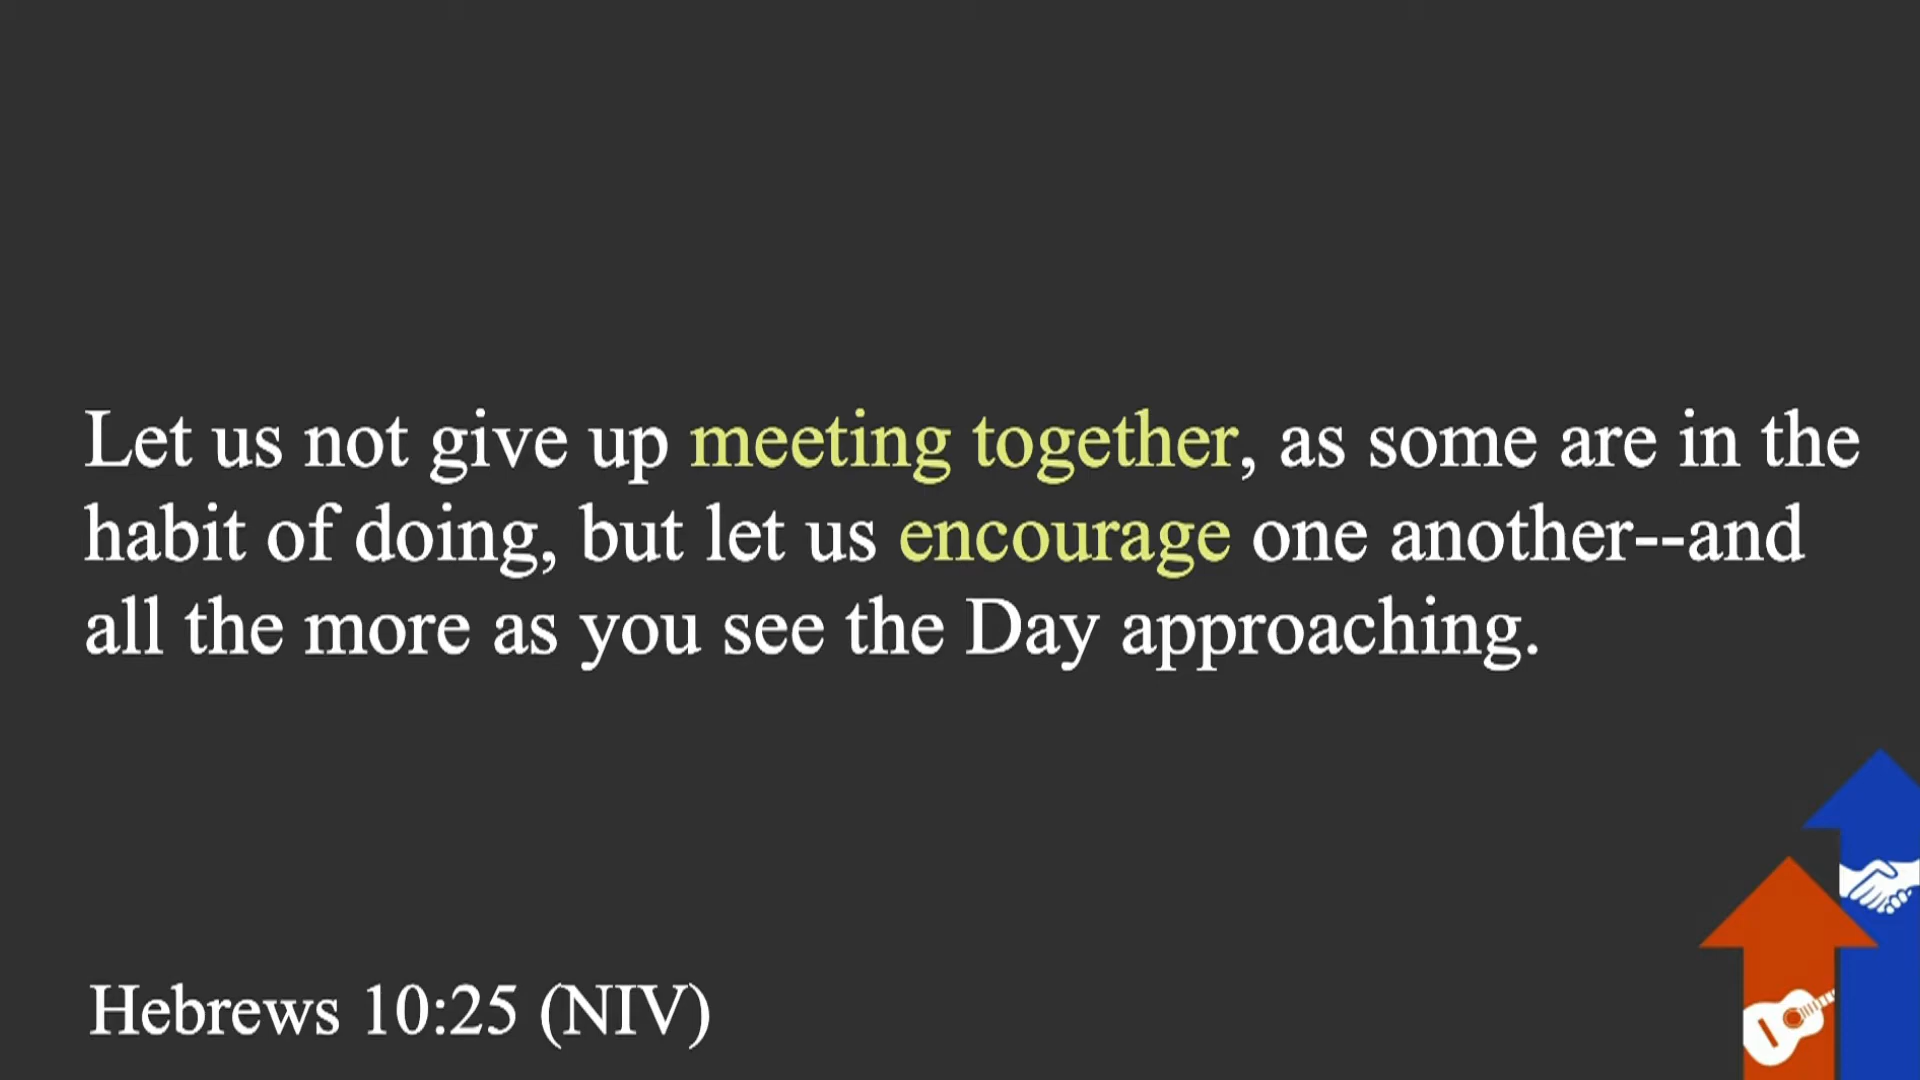 Let us not give up meeting together, as some are in the
habit of doing, but let us encourage one another--and
all the more as you see the Day approaching.
Hebrews 10:25 (NIV)